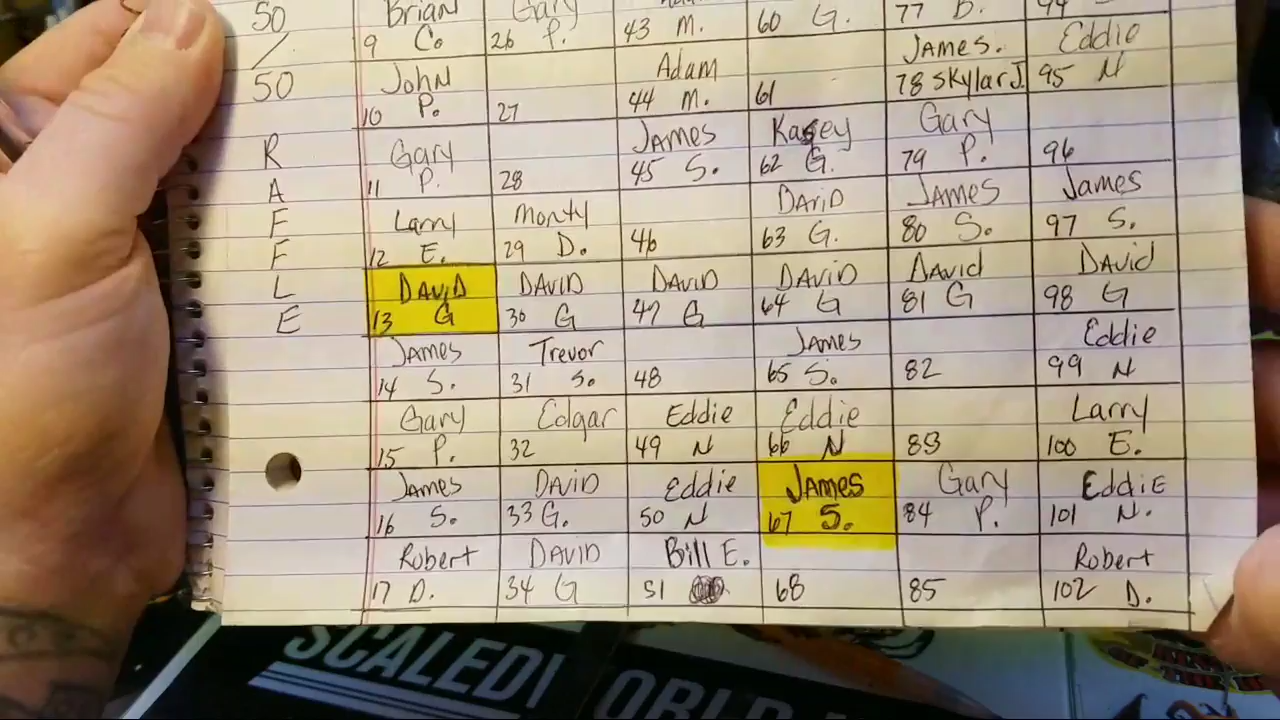 50 Brian Gary
9 Co. 26 P. 43 M. 60 G. 77 D. 94
50 John Adam James. Eddie
10 P. 27 44 M. 61 78 Skylar J. 95 N
R Gary James Kasey Gary
A 11 P. 28 45 S. 62 G. 79 P. 96
F Larry Monty David James James
F 12 E. 29 D. 46 63 G. 80 S. 97 S.
L David David David David David David
E 13 G 30 G 47 G 64 G 81 G 98 G
James Trevor James Eddie
14 S. 31 S. 48 65 S. 82 99 N
Gary Edgar Eddie Eddie Larry
15 P. 32 49 N 66 N 83 100 E.
James David Eddie James Gary Eddie
16 S. 33 G. 50 N 67 S. 84 P. 101 N.
Robert David Bill E. Robert
17 D. 34 G 51 68 85 102 D.
SCALED